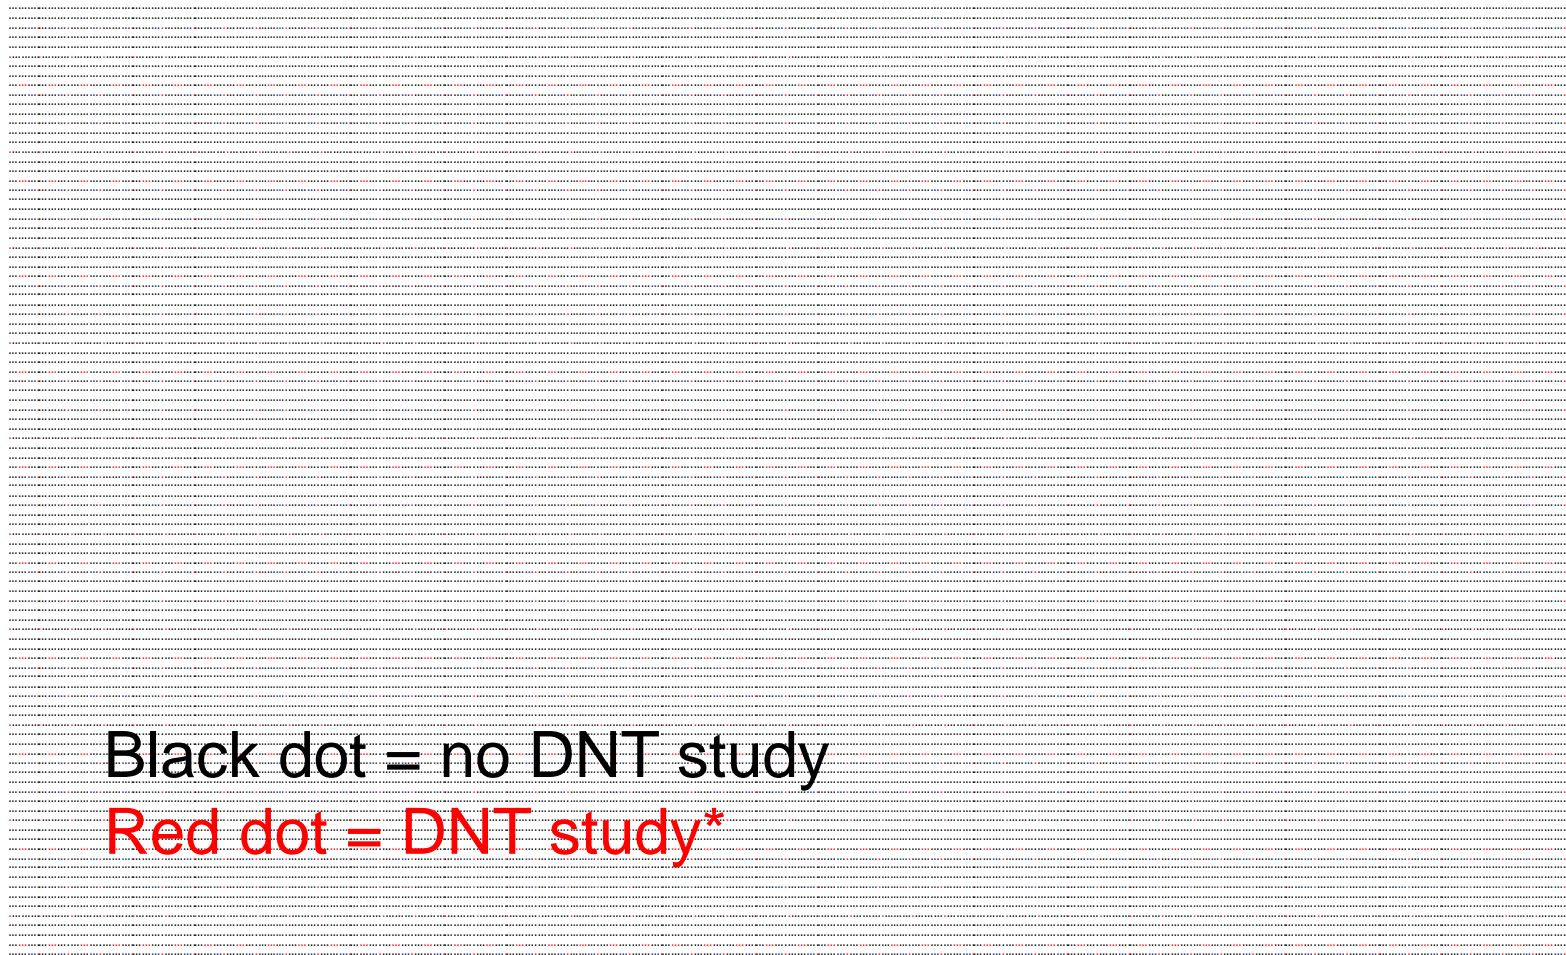 Black dot = no DNT study
Red dot = DNT study*